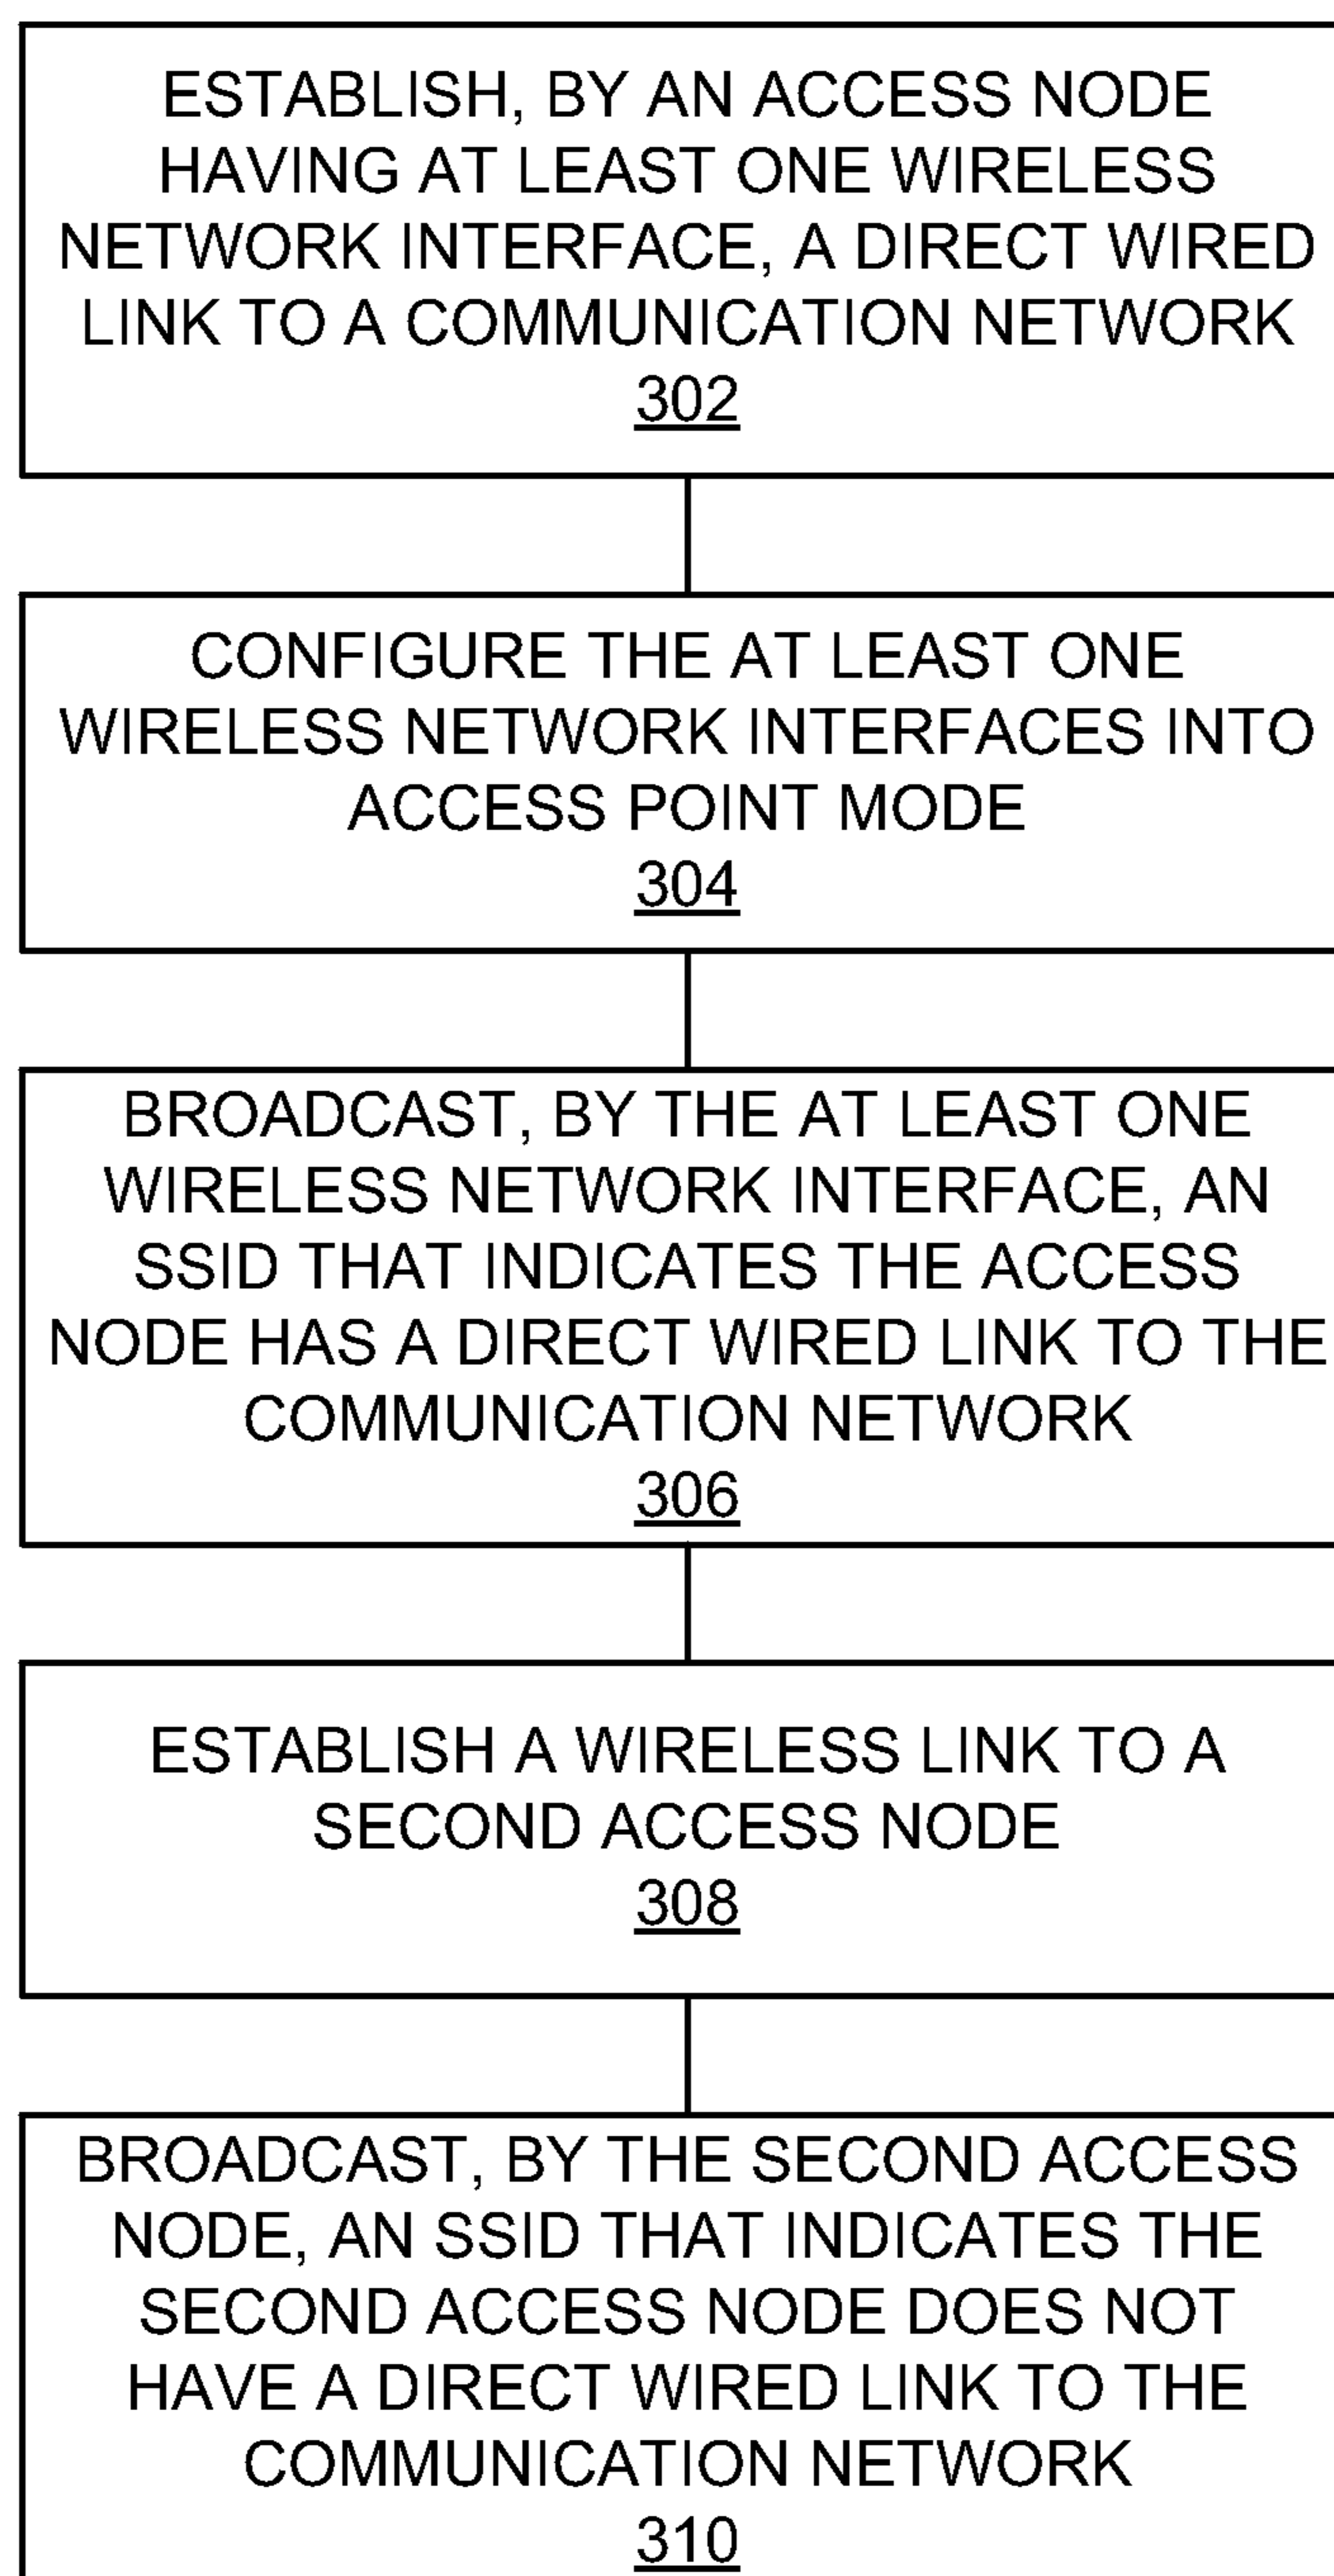 ESTABLISH, BY AN ACCESS NODE
HAVING AT LEAST ONE WIRELESS
NETWORK INTERFACE, A DIRECT WIRED
LINK TO A COMMUNICATION NETWORK
302
CONFIGURE THE AT LEAST ONE
WIRELESS NETWORK INTERFACES INTO
ACCESS POINT MODE
304
BROADCAST, BY THE AT LEAST ONE
WIRELESS NETWORK INTERFACE, AN
SSID THAT INDICATES THE ACCESS
NODE HAS A DIRECT WIRED LINK TO THE
COMMUNICATION NETWORK
306
ESTABLISH A WIRELESS LINK TO A
SECOND ACCESS NODE
308
BROADCAST, BY THE SECOND ACCESS
NODE, AN SSID THAT INDICATES THE
SECOND ACCESS NODE DOES NOT
HAVE A DIRECT WIRED LINK TO THE
COMMUNICATION NETWORK
310